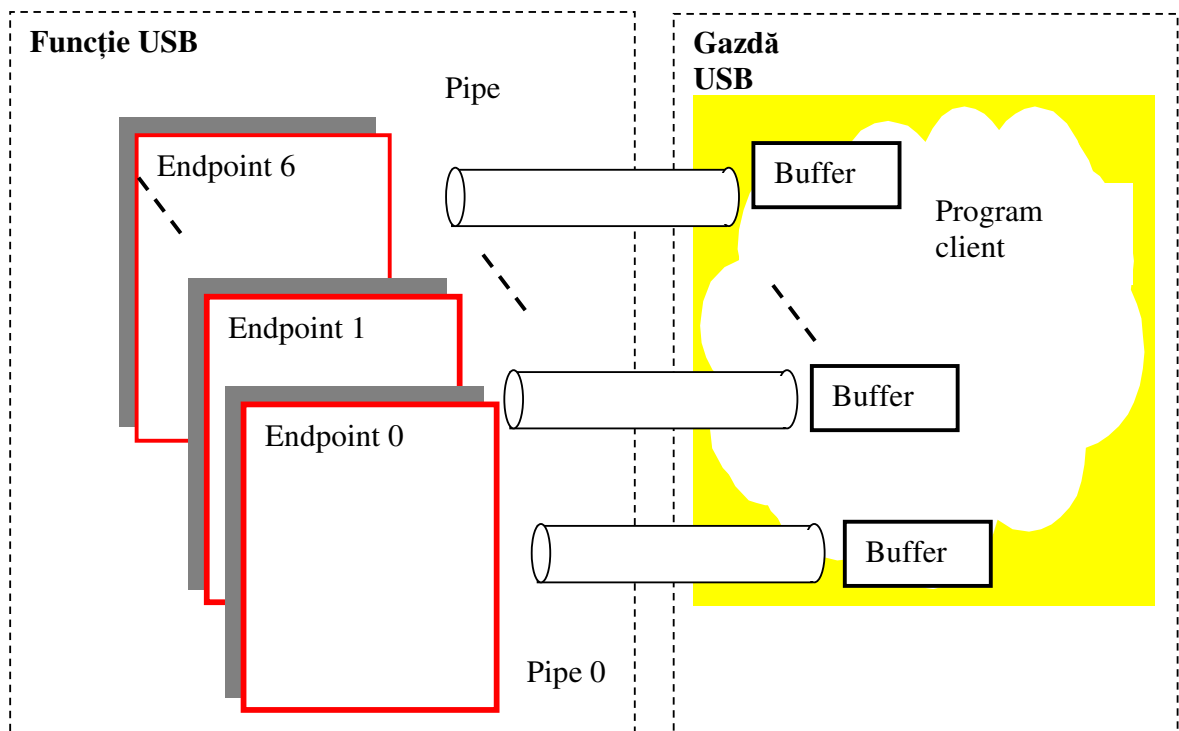 Funcție USB
Pipe
Endpoint 6
Endpoint 1
Endpoint 0
Pipe 0
Gazdă
USB
Buffer
Program
client
Buffer
Buffer